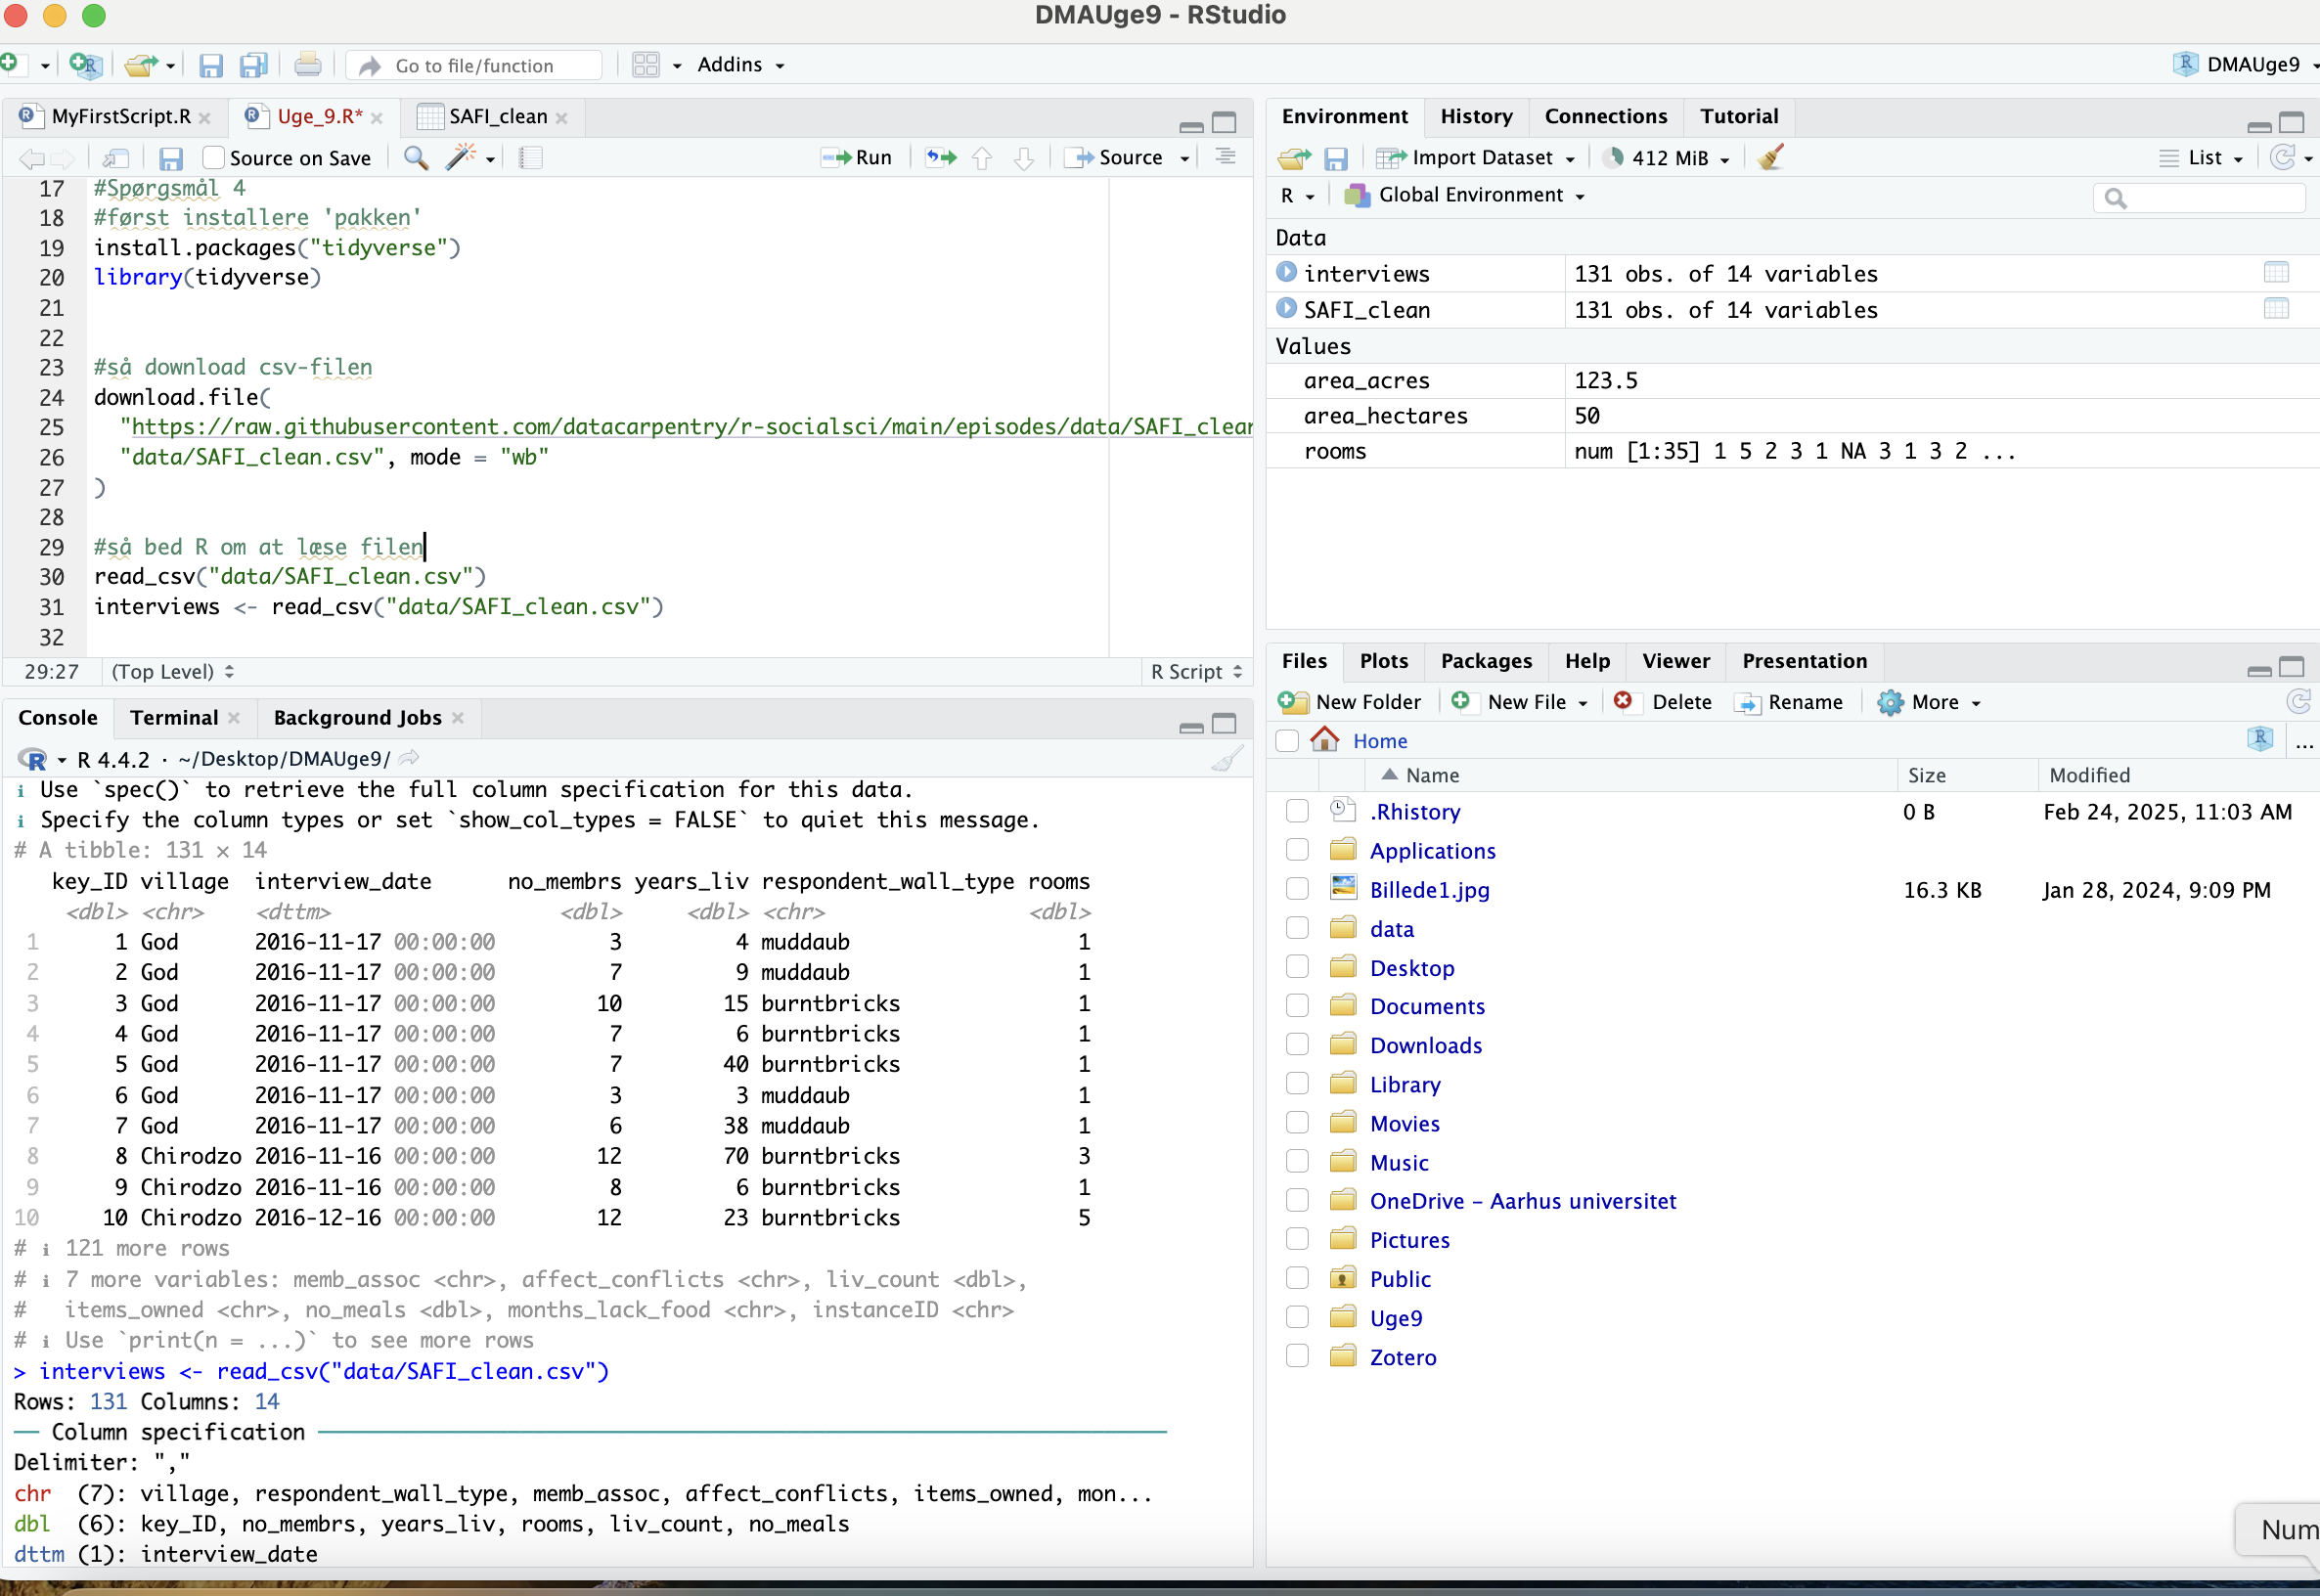 DMAUge9 - RStudio
Go to file/function
Addins
DMAUge9
MyFirstScript.R
Uge_9.R*
SAFI_clean
Source on Save
Run
Source
17 #Spørgsmål 4
18 #først installere 'pakken'
19 install.packages("tidyverse")
20 library(tidyverse)
21
22
23 #så download csv-filen
24 download.file(
25 "https://raw.githubusercontent.com/datacarpentry/r-socialsci/main/episodes/data/SAFI_clear
26 "data/SAFI_clean.csv", mode = "wb"
27 )
28
29 #så bed R om at læse filen
30 read_csv("data/SAFI_clean.csv")
31 interviews <- read_csv("data/SAFI_clean.csv")
32
29:27 (Top Level) R Script
Console Terminal Background Jobs
R 4.4.2 · ~/Desktop/DMAUge9/
i Use `spec()` to retrieve the full column specification for this data.
i Specify the column types or set `show_col_types = FALSE` to quiet this message.
# A tibble: 131 × 14
key_ID village interview_date no_membrs years_liv respondent_wall_type rooms
<dbl> <chr> <dttm> <dbl> <dbl> <chr> <dbl>
1 1 God 2016-11-17 00:00:00 3 4 muddaub 1
2 2 God 2016-11-17 00:00:00 7 9 muddaub 1
3 3 God 2016-11-17 00:00:00 10 15 burntbricks 1
4 4 God 2016-11-17 00:00:00 7 6 burntbricks 1
5 5 God 2016-11-17 00:00:00 7 40 burntbricks 1
6 6 God 2016-11-17 00:00:00 3 3 muddaub 1
7 7 God 2016-11-17 00:00:00 6 38 muddaub 1
8 8 Chirodzo 2016-11-16 00:00:00 12 70 burntbricks 3
9 9 Chirodzo 2016-11-16 00:00:00 8 6 burntbricks 1
10 10 Chirodzo 2016-12-16 00:00:00 12 23 burntbricks 5
# i 121 more rows
# i 7 more variables: memb_assoc <chr>, affect_conflicts <chr>, liv_count <dbl>,
# items_owned <chr>, no_meals <dbl>, months_lack_food <chr>, instanceID <chr>
# i Use `print(n = ...)` to see more rows
> interviews <- read_csv("data/SAFI_clean.csv")
Rows: 131 Columns: 14
── Column specification ──────────
Delimiter: ","
chr (7): village, respondent_wall_type, memb_assoc, affect_conflicts, items_owned, mon...
dbl (6): key_ID, no_membrs, years_liv, rooms, liv_count, no_meals
dttm (1): interview_date
Environment History Connections Tutorial
Import Dataset 412 MiB List
R Global Environment
Data
interviews 131 obs. of 14 variables
SAFI_clean 131 obs. of 14 variables
Values
area_acres 123.5
area_hectares 50
rooms num [1:35] 1 5 2 3 1 NA 3 1 3 2 ...
Files Plots Packages Help Viewer Presentation
New Folder New File Delete Rename More
Home ...
Name Size Modified
.Rhistory 0 B Feb 24, 2025, 11:03 AM
Applications
Billede1.jpg 16.3 KB Jan 28, 2024, 9:09 PM
data
Desktop
Documents
Downloads
Library
Movies
Music
OneDrive – Aarhus universitet
Pictures
Public
Uge9
Zotero
Num